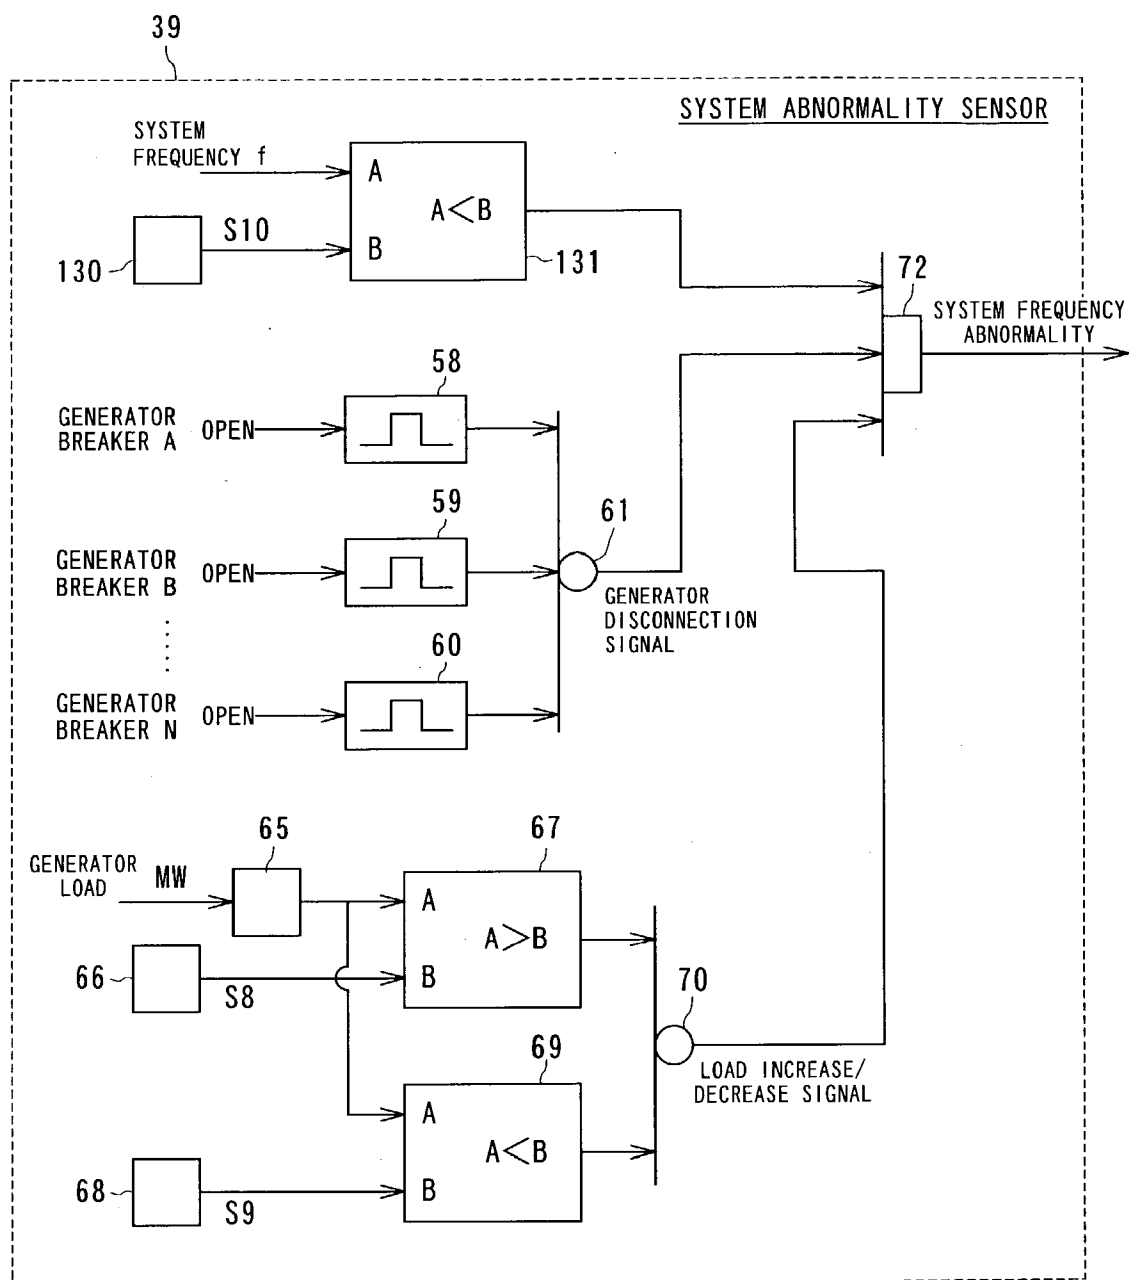 39
SYSTEM ABNORMALITY SENSOR
SYSTEM
FREQUENCY f
A
A<B
B
S10
130
131
72
SYSTEM FREQUENCY
ABNORMALITY
58
GENERATOR
BREAKER A
OPEN
59
61
GENERATOR
BREAKER B
OPEN
GENERATOR
DISCONNECTION
SIGNAL
60
GENERATOR
BREAKER N
OPEN
65
67
GENERATOR
LOAD
MW
A
A>B
B
66
S8
70
69
LOAD INCREASE/
DECREASE SIGNAL
A
A<B
B
68
S9